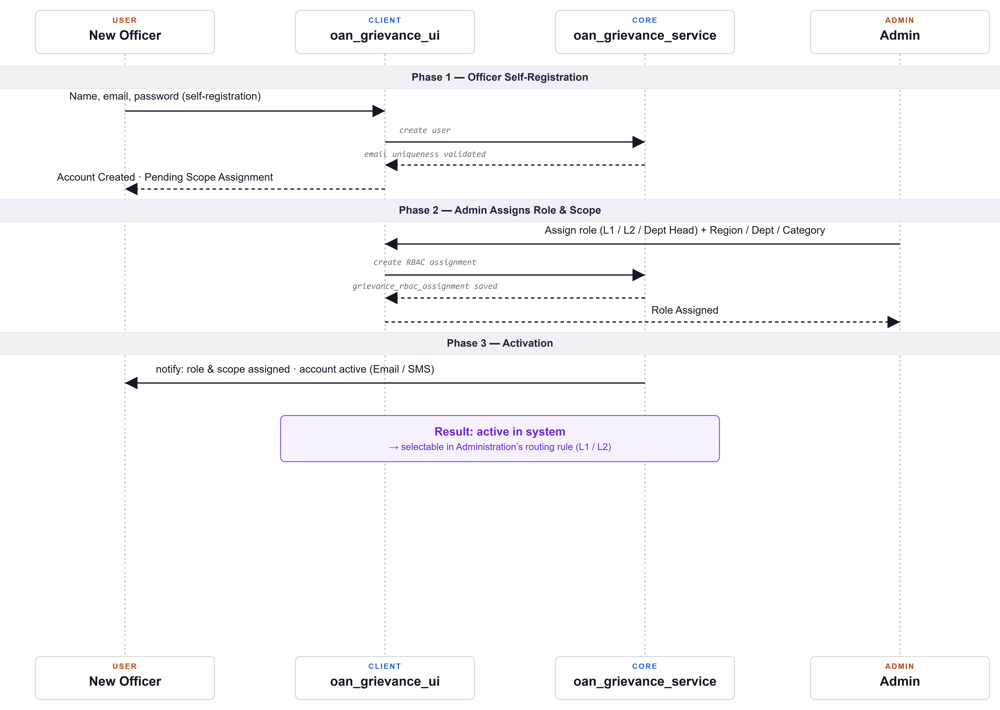 USER
New Officer
CLIENT
oan_grievance_ui
CORE
oan_grievance_service
ADMIN
Admin
Phase 1 — Officer Self-Registration
Name, email, password (self-registration)
create user
email uniqueness validated
Account Created · Pending Scope Assignment
Phase 2 — Admin Assigns Role & Scope
Assign role (L1 / L2 / Dept Head) + Region / Dept / Category
create RBAC assignment
grievance_rbac_assignment saved
Role Assigned
Phase 3 — Activation
notify: role & scope assigned · account active (Email / SMS)
Result: active in system
→ selectable in Administration’s routing rule (L1 / L2)
USER
New Officer
CLIENT
oan_grievance_ui
CORE
oan_grievance_service
ADMIN
Admin